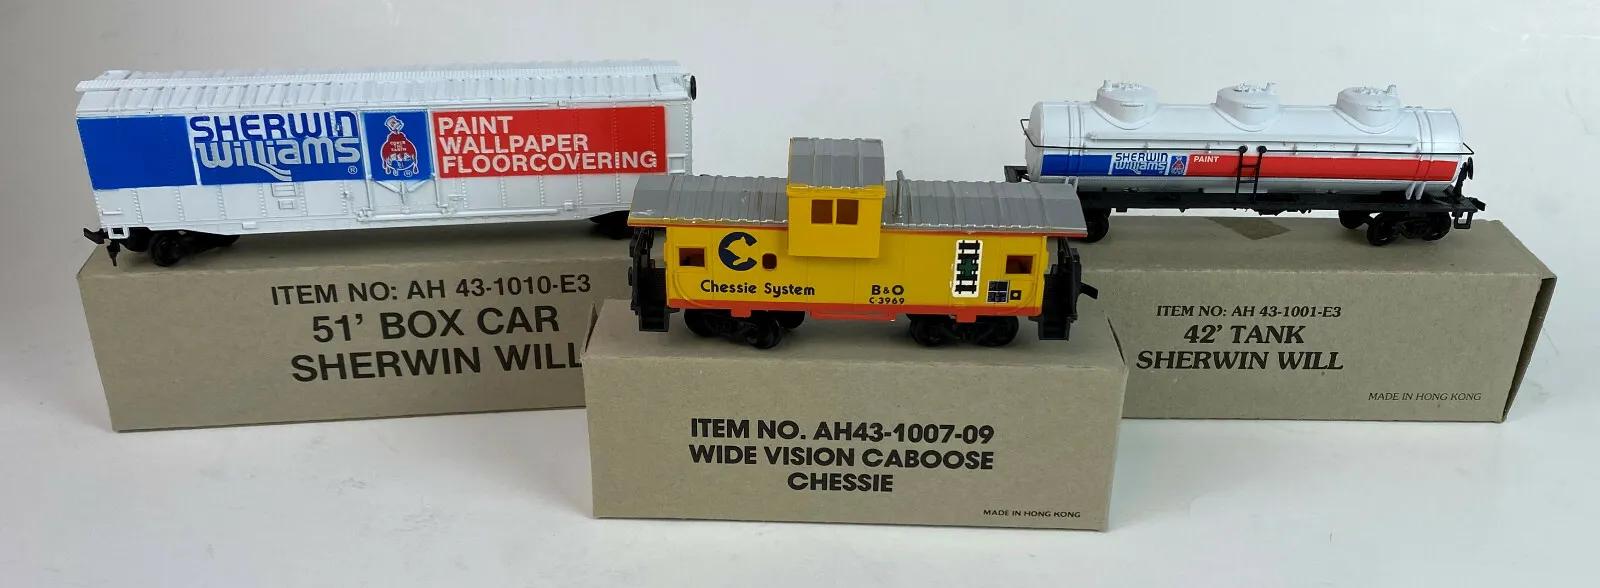 SHERWIN
Williams
®
®
PAINT
WALLPAPER
FLOORCOVERING
ITEM NO: AH 43-1010-E3
51' BOX CAR
SHERWIN WILL
Chessie System
B & O
C-3969
ITEM NO. AH43-1007-09
WIDE VISION CABOOSE
CHESSIE
MADE IN HONG KONG
SHERWIN
Williams
PAINT
ITEM NO: AH 43-1001-E3
42' TANK
SHERWIN WILL
MADE IN HONG KONG